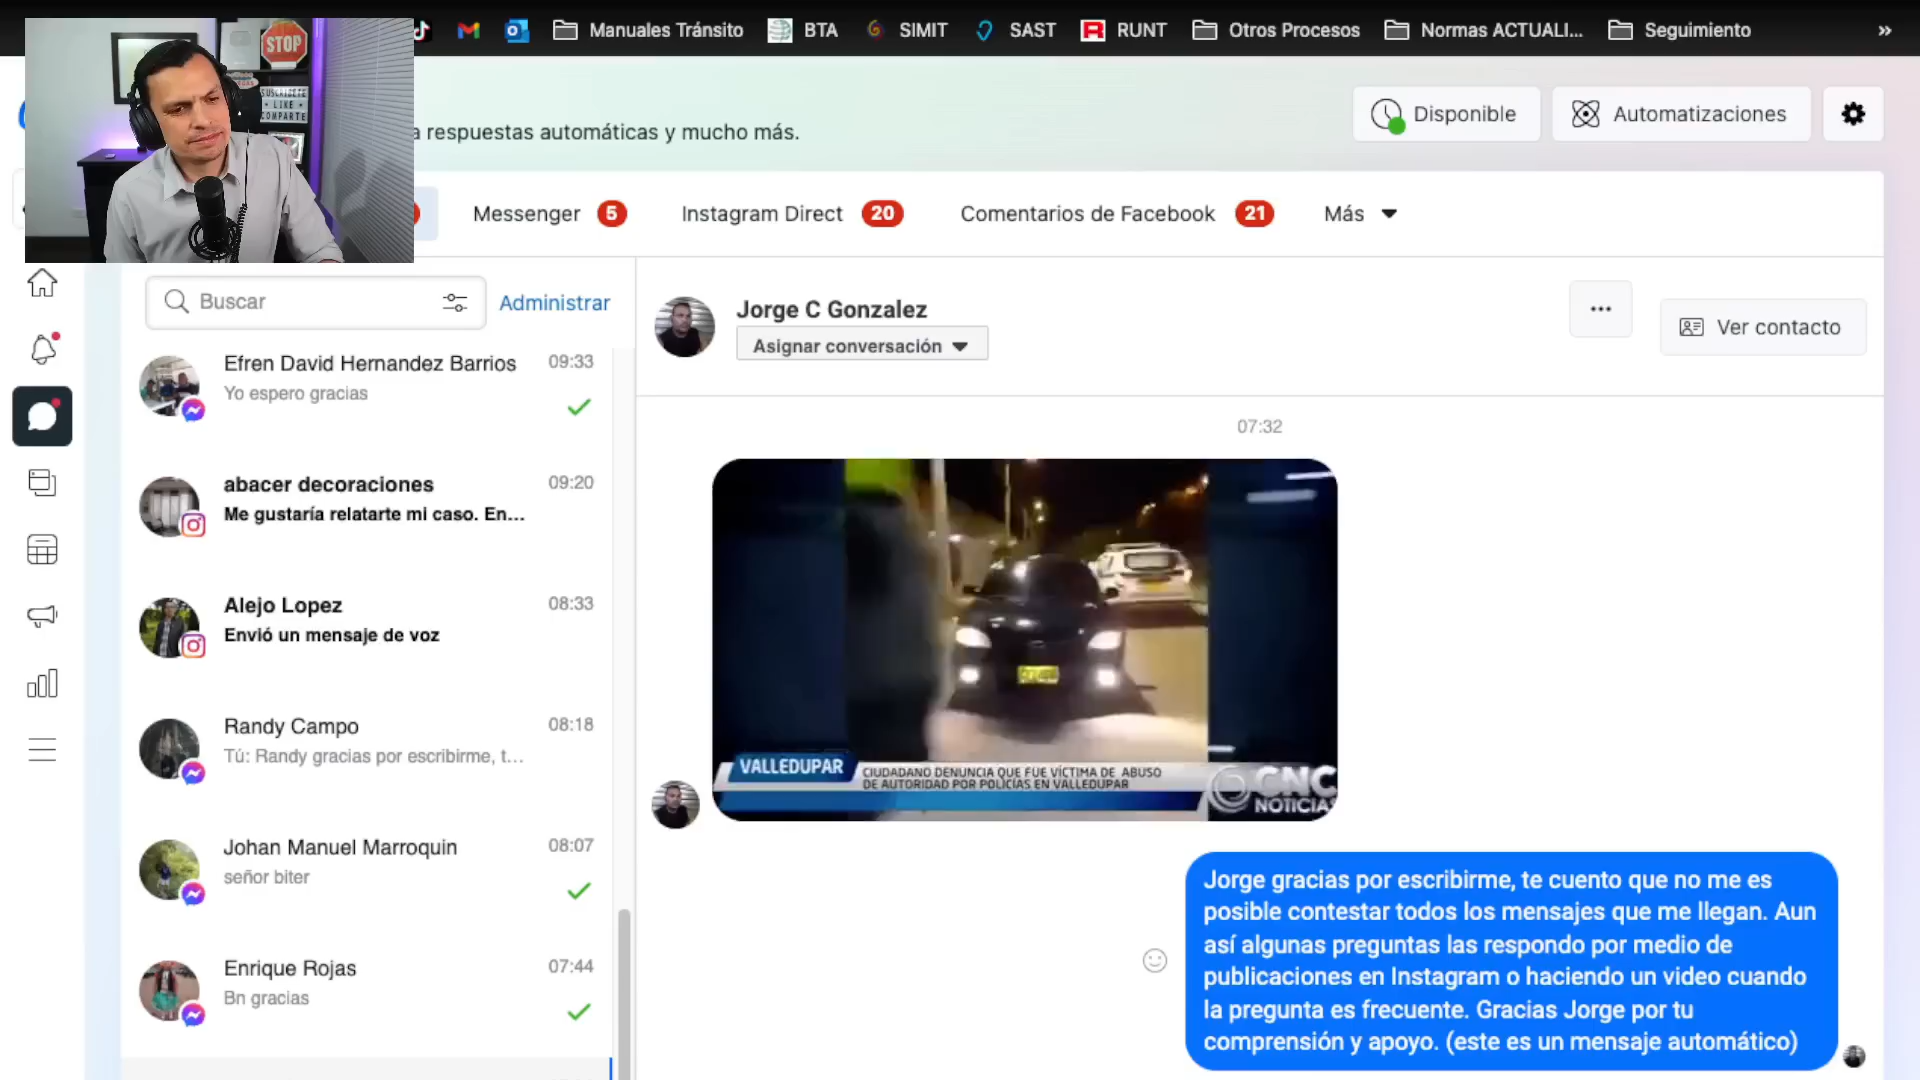 STOP
SUSCRIBETE
LIKE
COMPARTE
Manuales Tránsito
BTA
SIMIT
SAST
RUNT
Otros Procesos
Normas ACTUALI...
Seguimiento
»
respuestas automáticas y mucho más.
Disponible
Automatizaciones
Messenger 5
Instagram Direct 20
Comentarios de Facebook 21
Más
Buscar
Administrar
Efren David Hernandez Barrios 09:33
Yo espero gracias
abacer decoraciones 09:20
Me gustaría relatarte mi caso. En...
Alejo Lopez 08:33
Envió un mensaje de voz
Randy Campo 08:18
Tú: Randy gracias por escribirme, t...
Johan Manuel Marroquin 08:07
señor biter
Enrique Rojas 07:44
Bn gracias
Jorge C Gonzalez
Asignar conversación
...
Ver contacto
07:32
VALLEDUPAR
CIUDADANO DENUNCIA QUE FUE VÍCTIMA DE ABUSO
DE AUTORIDAD POR POLICÍAS EN VALLEDUPAR
CNC
NOTICIAS
Jorge gracias por escribirme, te cuento que no me es
posible contestar todos los mensajes que me llegan. Aun
así algunas preguntas las respondo por medio de
publicaciones en Instagram o haciendo un video cuando
la pregunta es frecuente. Gracias Jorge por tu
comprensión y apoyo. (este es un mensaje automático)